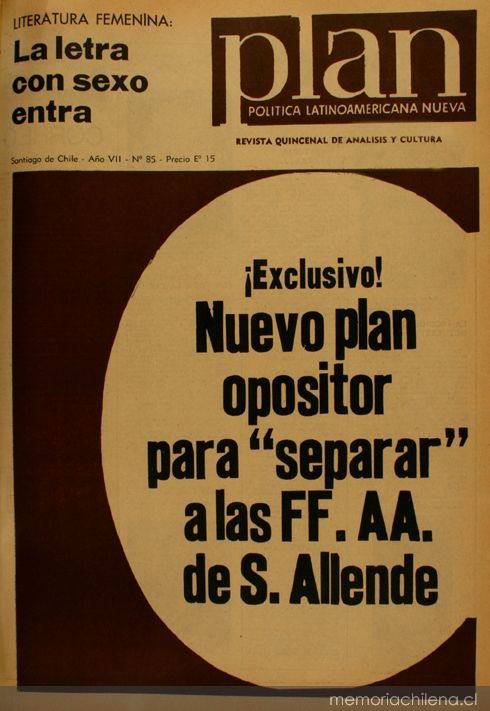 LITERATURA FEMENINA:
La letra
con sexo
entra
plan
POLITICA LATINOAMERICANA NUEVA
REVISTA QUINCENAL DE ANALISIS Y CULTURA
Santiago de Chile - Año VII - Nº 85 - Precio Eº 15
¡Exclusivo!
Nuevo plan
opositor
para “separar”
a las FF. AA.
de S. Allende
memoriachilena.cl